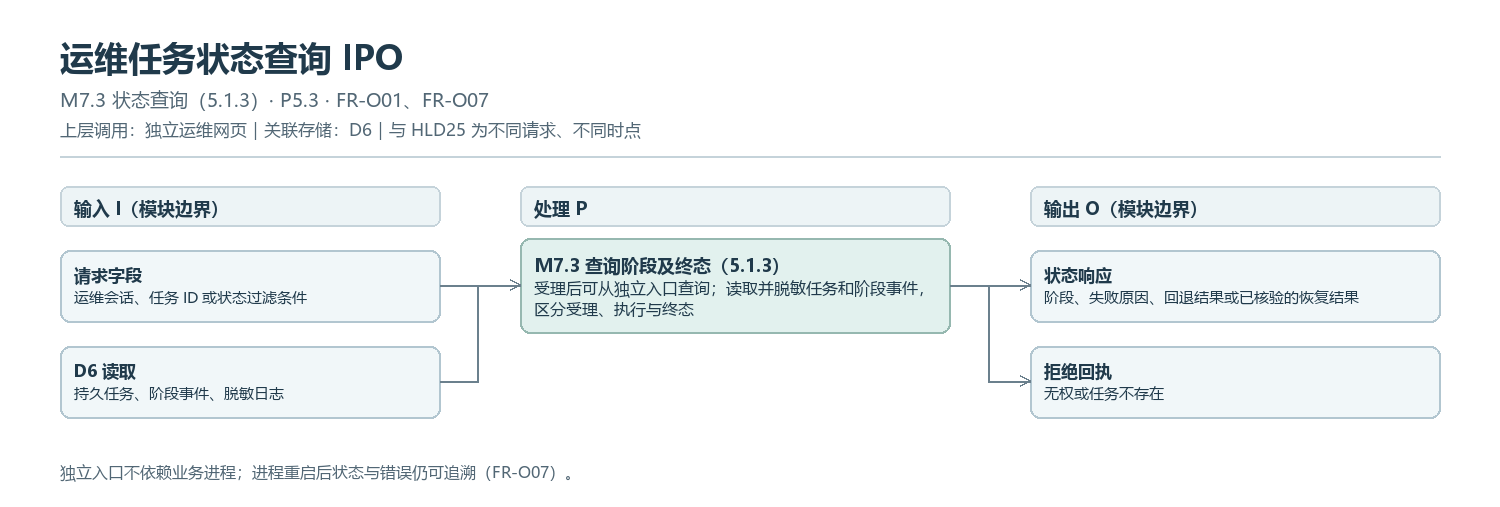 运维任务状态查询 IPO
M7.3 状态查询（5.1.3）· P5.3 · FR-O01、FR-O07
上层调用：独立运维网页 | 关联存储：D6 | 与 HLD25 为不同请求、不同时点
输入 I（模块边界）
处理 P
输出 O（模块边界）
请求字段
运维会话、任务 ID 或状态过滤条件
D6 读取
持久任务、阶段事件、脱敏日志
M7.3 查询阶段及终态（5.1.3）
受理后可从独立入口查询；读取并脱敏任务和阶段事件，
区分受理、执行与终态
状态响应
阶段、失败原因、回退结果或已核验的恢复结果
拒绝回执
无权或任务不存在
独立入口不依赖业务进程；进程重启后状态与错误仍可追溯（FR-O07）。